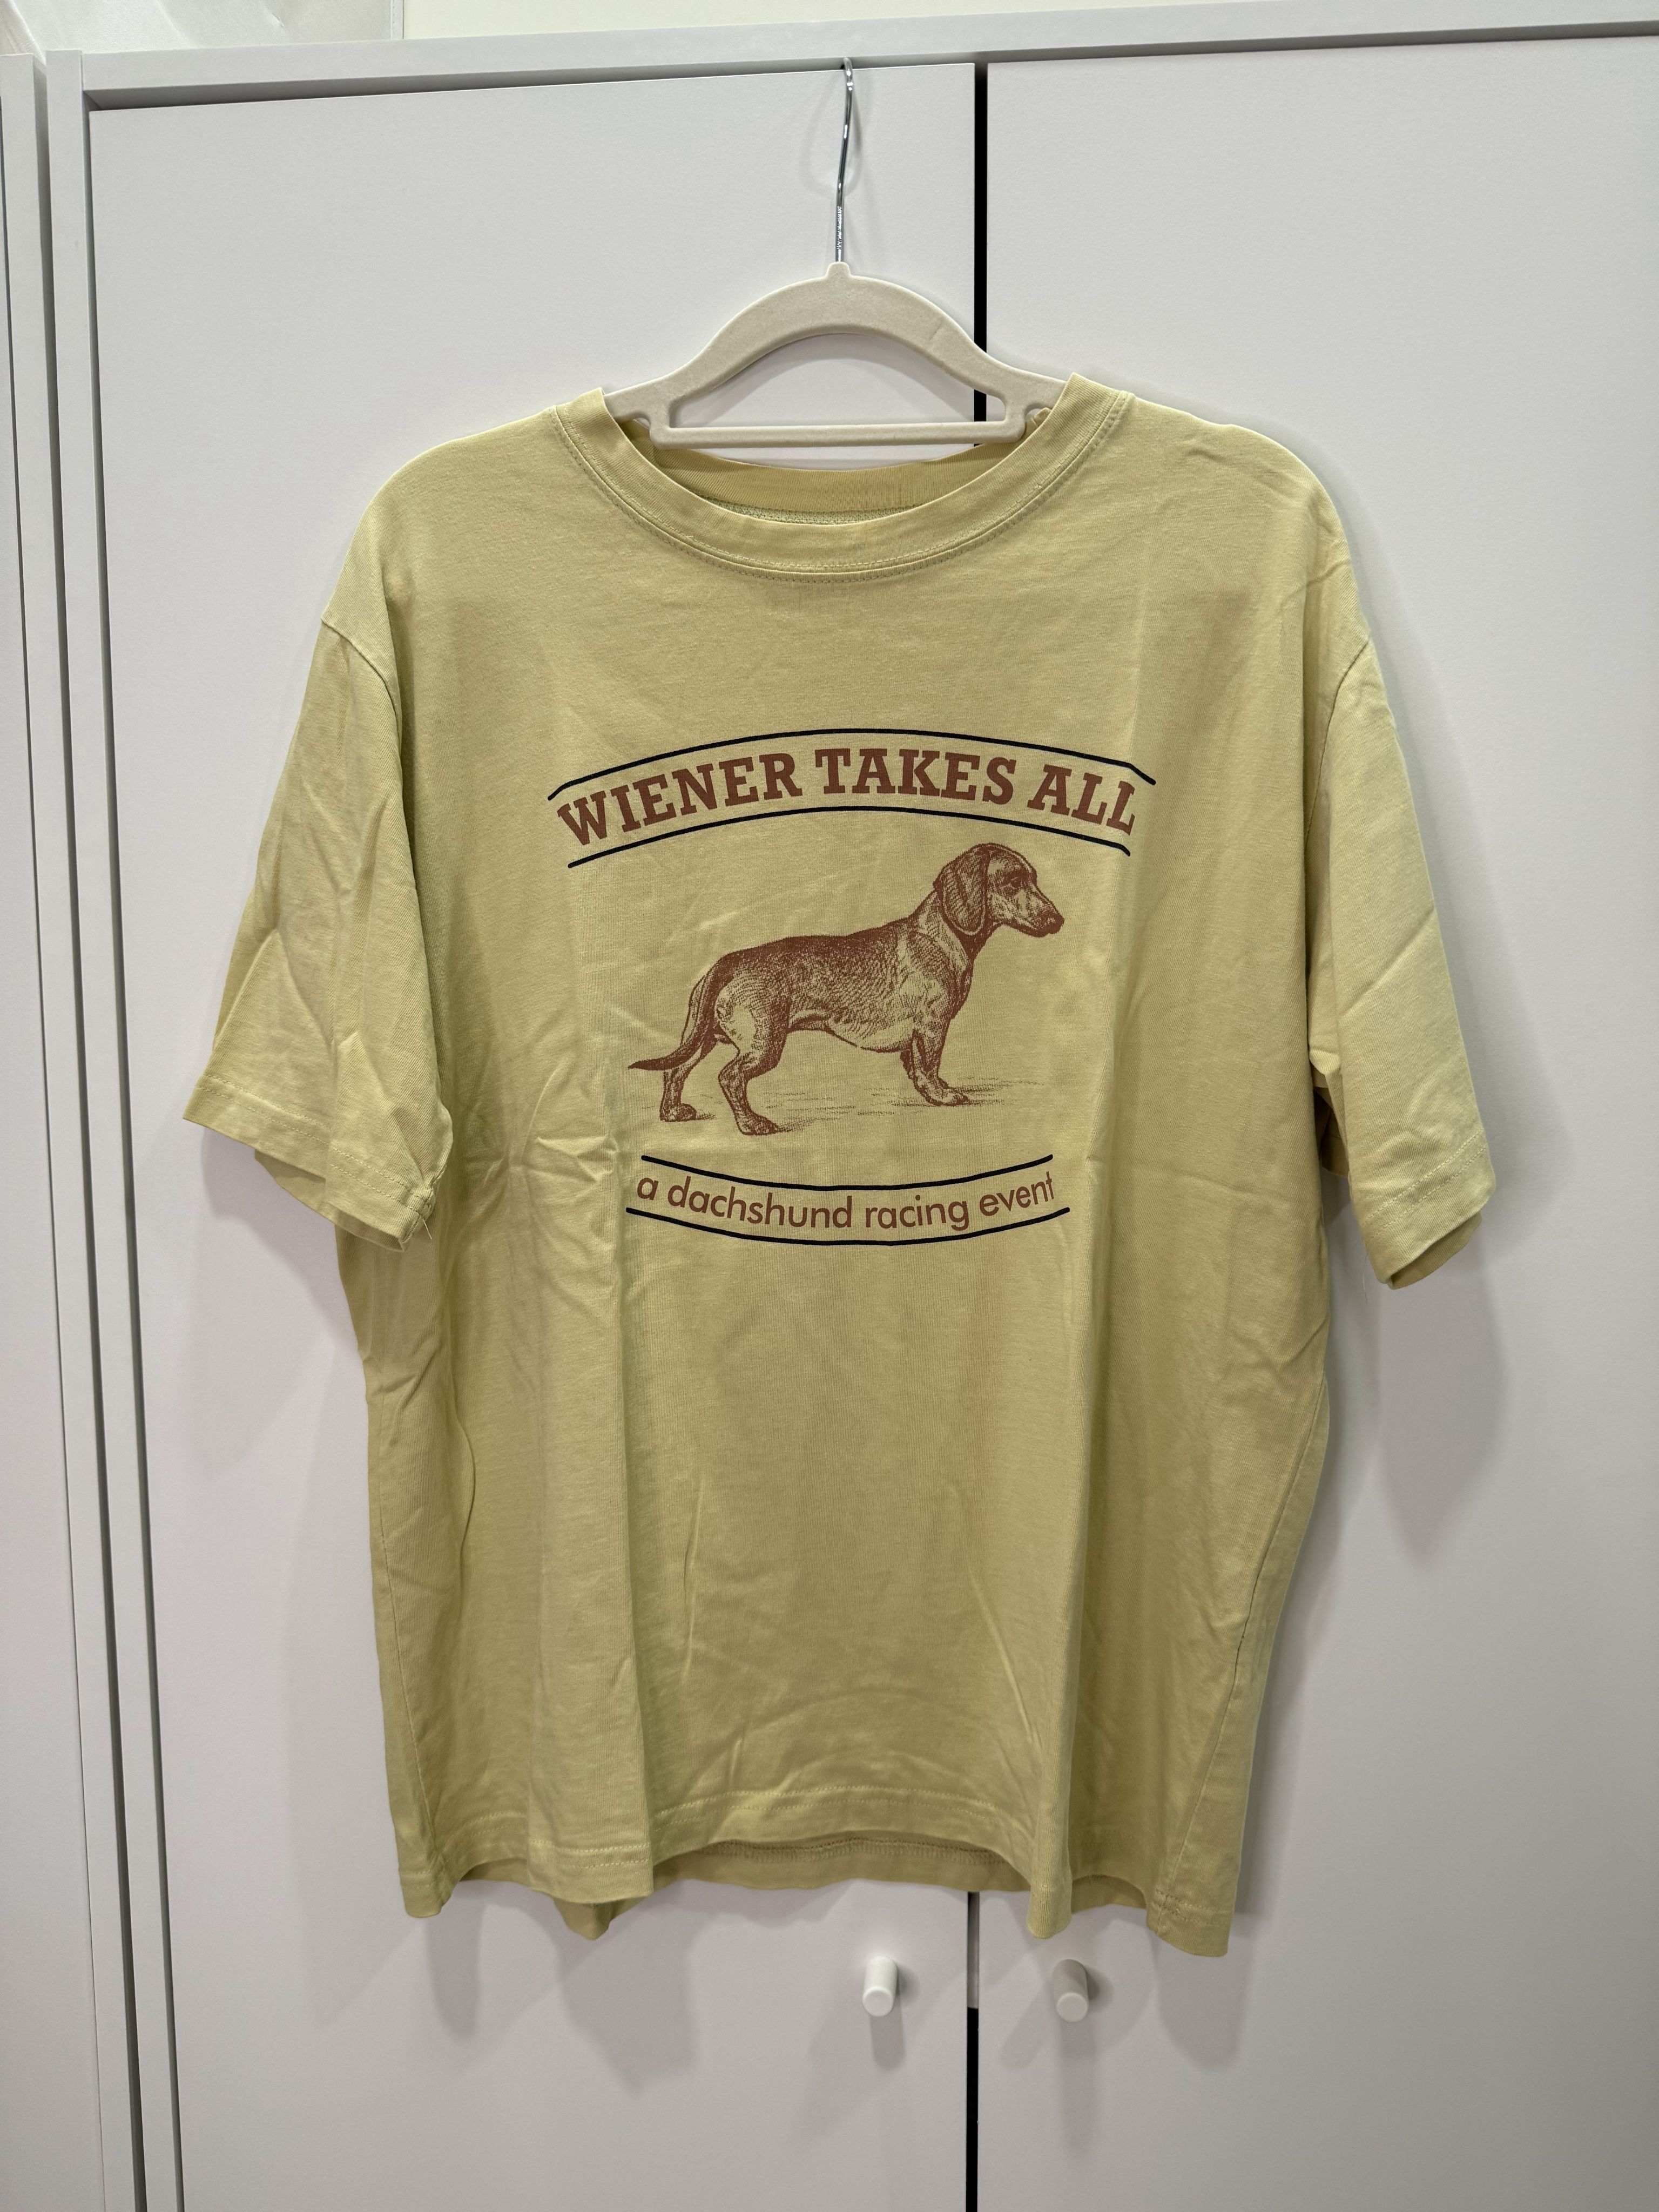 WIENER TAKES ALL
a dachshund racing event